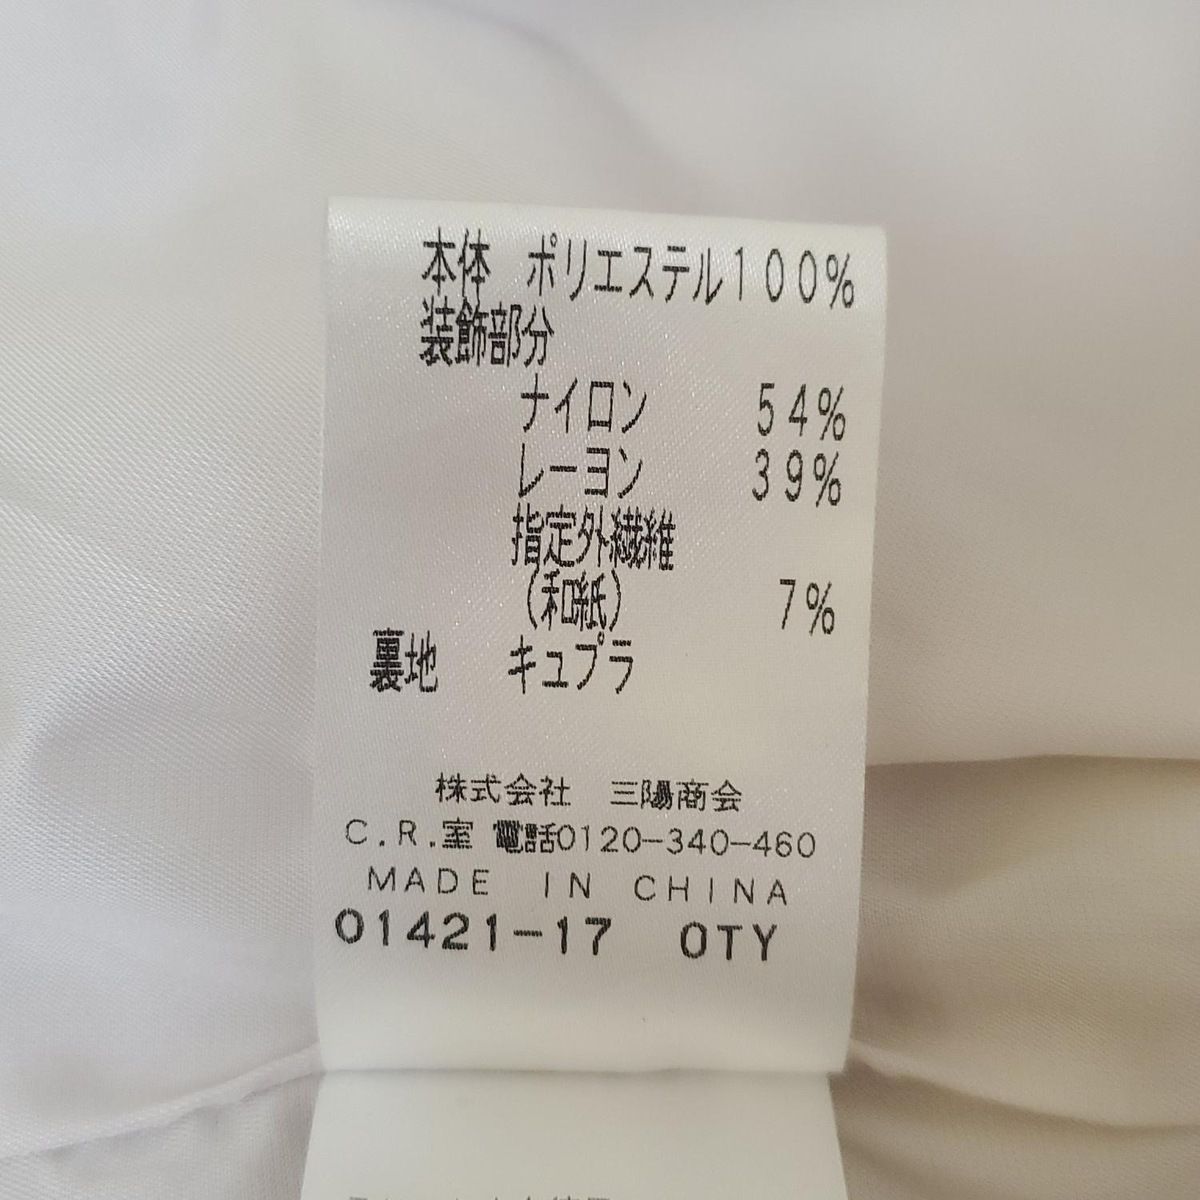 本体 ポリエステル100%
装飾部分
ナイロン 54%
レーヨン 39%
指定外繊維
(和紙) 7%
裏地 キュプラ
株式会社 三陽商会
C.R.室 電話0120-340-460
MADE IN CHINA
01421-17 0TY